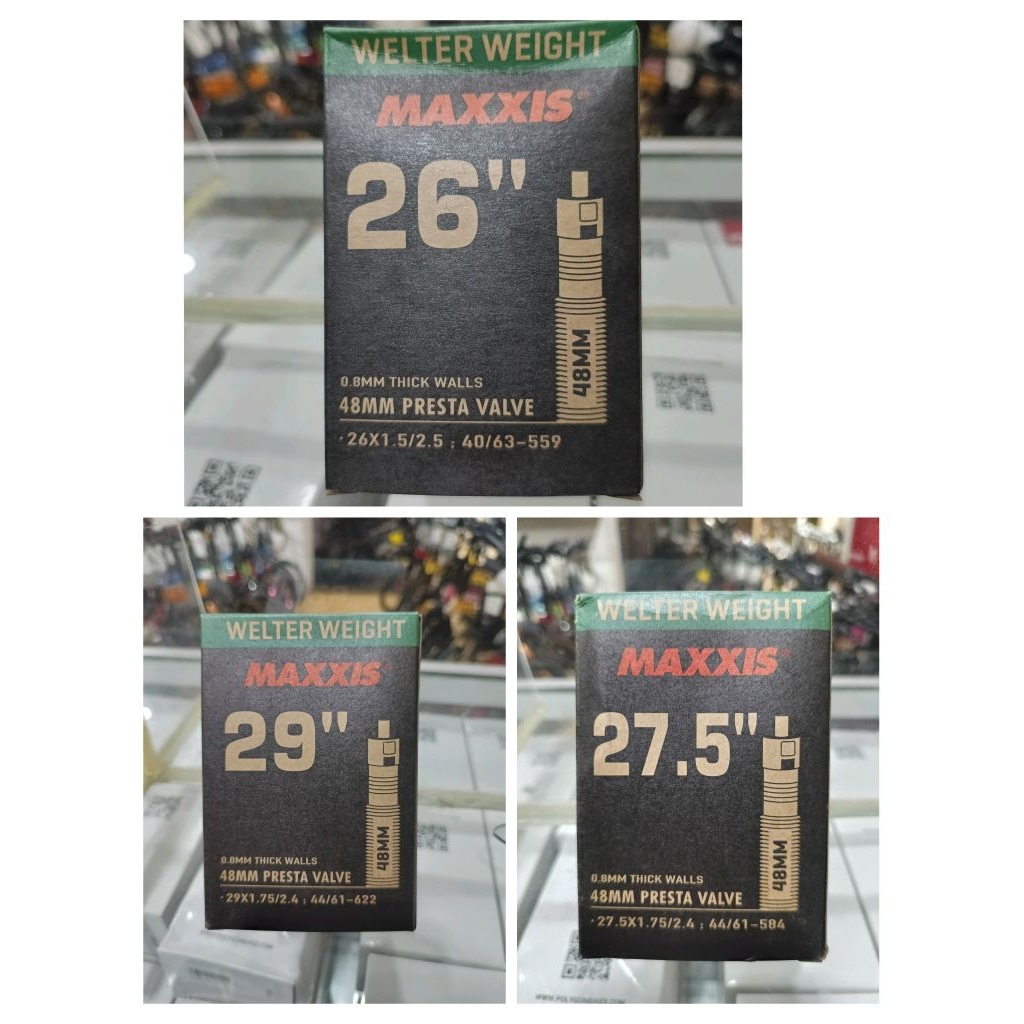 WELTER WEIGHT
MAXXIS®
26"
48MM
0.8MM THICK WALLS
48MM PRESTA VALVE
·26X1.5/2.5 ; 40/63-559
WELTER WEIGHT
MAXXIS®
29"
48MM
0.8MM THICK WALLS
48MM PRESTA VALVE
·29X1.75/2.4 ; 44/61-622
WELTER WEIGHT
MAXXIS®
27.5"
48MM
0.8MM THICK WALLS
48MM PRESTA VALVE
·27.5X1.75/2.4 ; 44/61-584